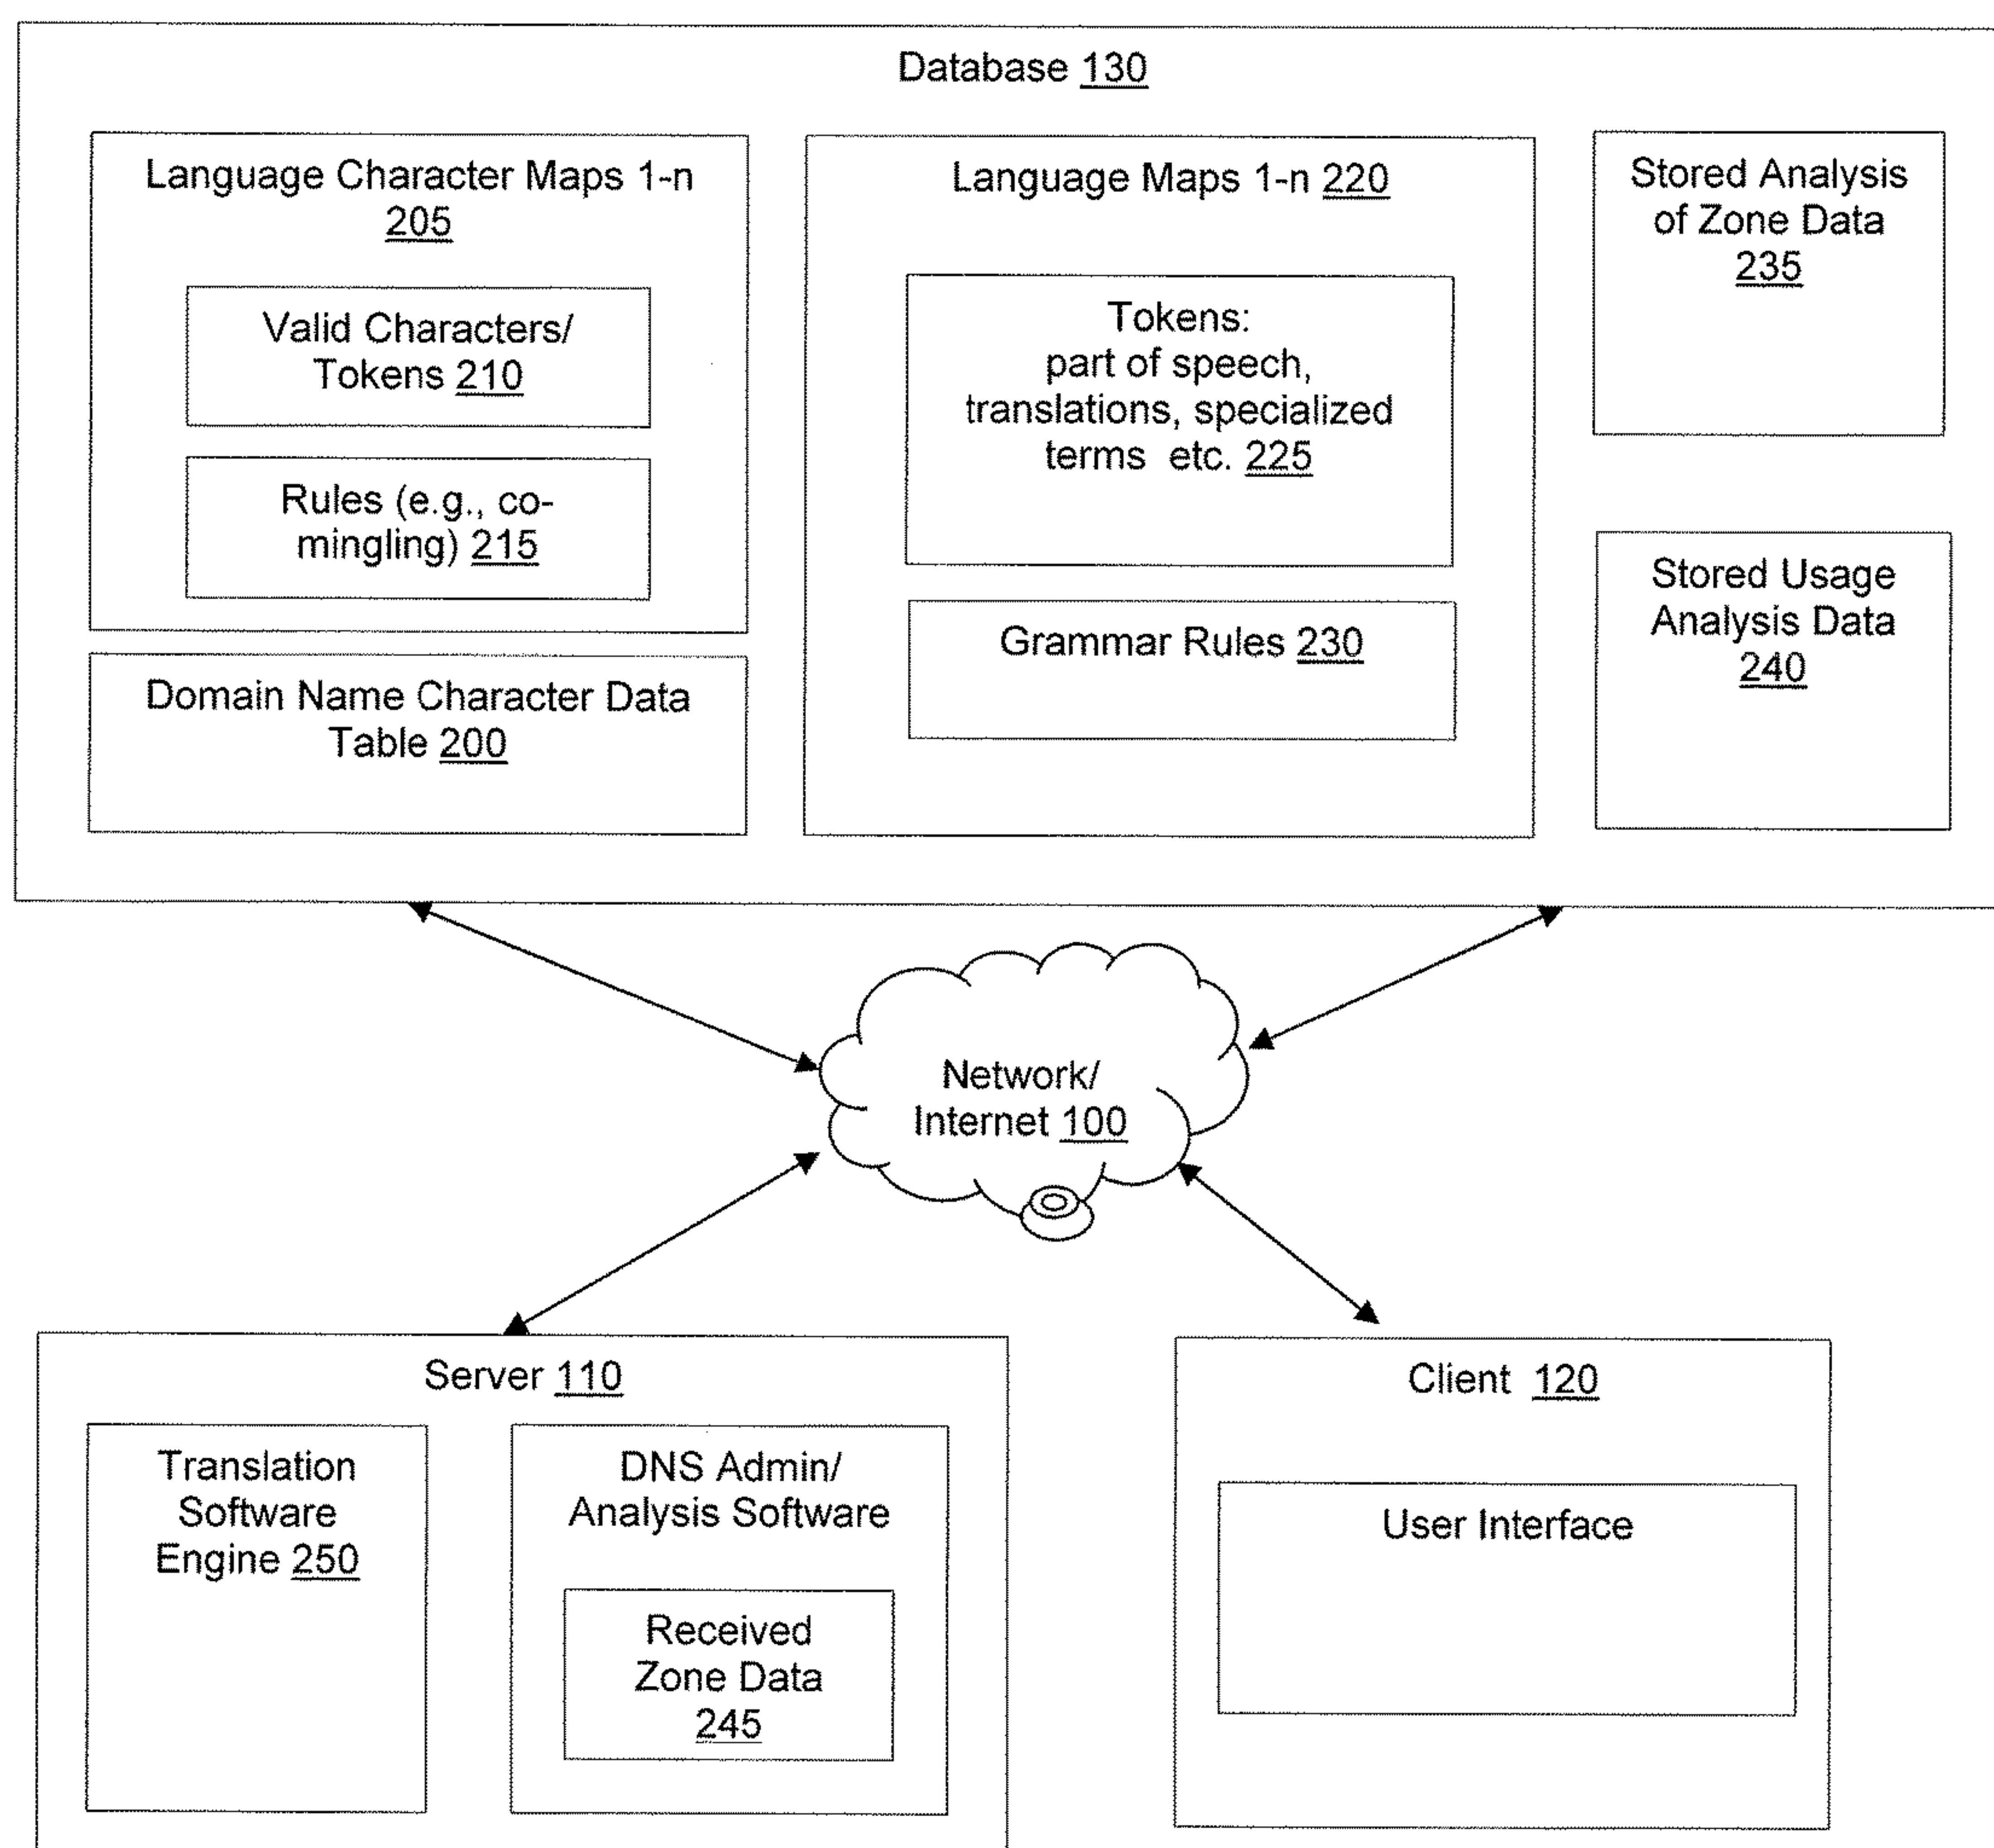 Database 130
Language Character Maps 1-n
205
Valid Characters/
Tokens 210
Rules (e.g., co-
mingling) 215
Domain Name Character Data
Table 200
Language Maps 1-n 220
Tokens:
part of speech,
translations, specialized
terms etc. 225
Grammar Rules 230
Stored Analysis
of Zone Data
235
Stored Usage
Analysis Data
240
Network/
Internet 100
Server 110
Translation
Software
Engine 250
DNS Admin/
Analysis Software
Received
Zone Data
245
Client 120
User Interface